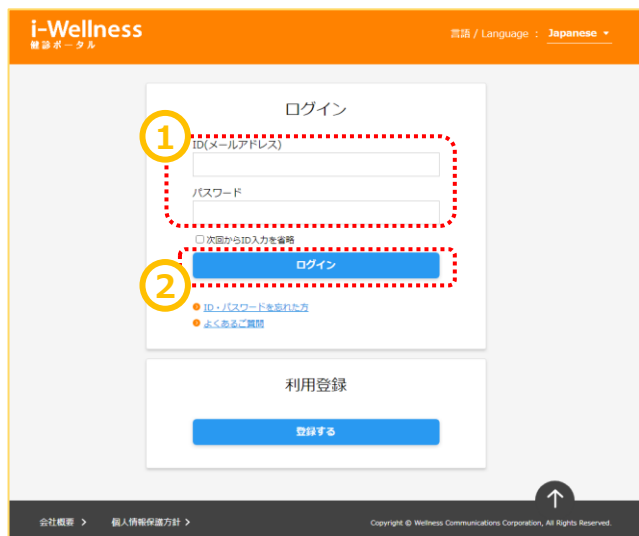 i-Wellness
健診ポータル
言語 / Language : Japanese
ログイン
1
ID(メールアドレス)
パスワード
次回からID入力を省略
ログイン
2
ID・パスワードを忘れた方
よくあるご質問
利用登録
登録する
会社概要
個人情報保護方針
Copyright © Wellness Communications Corporation, All Rights Reserved.